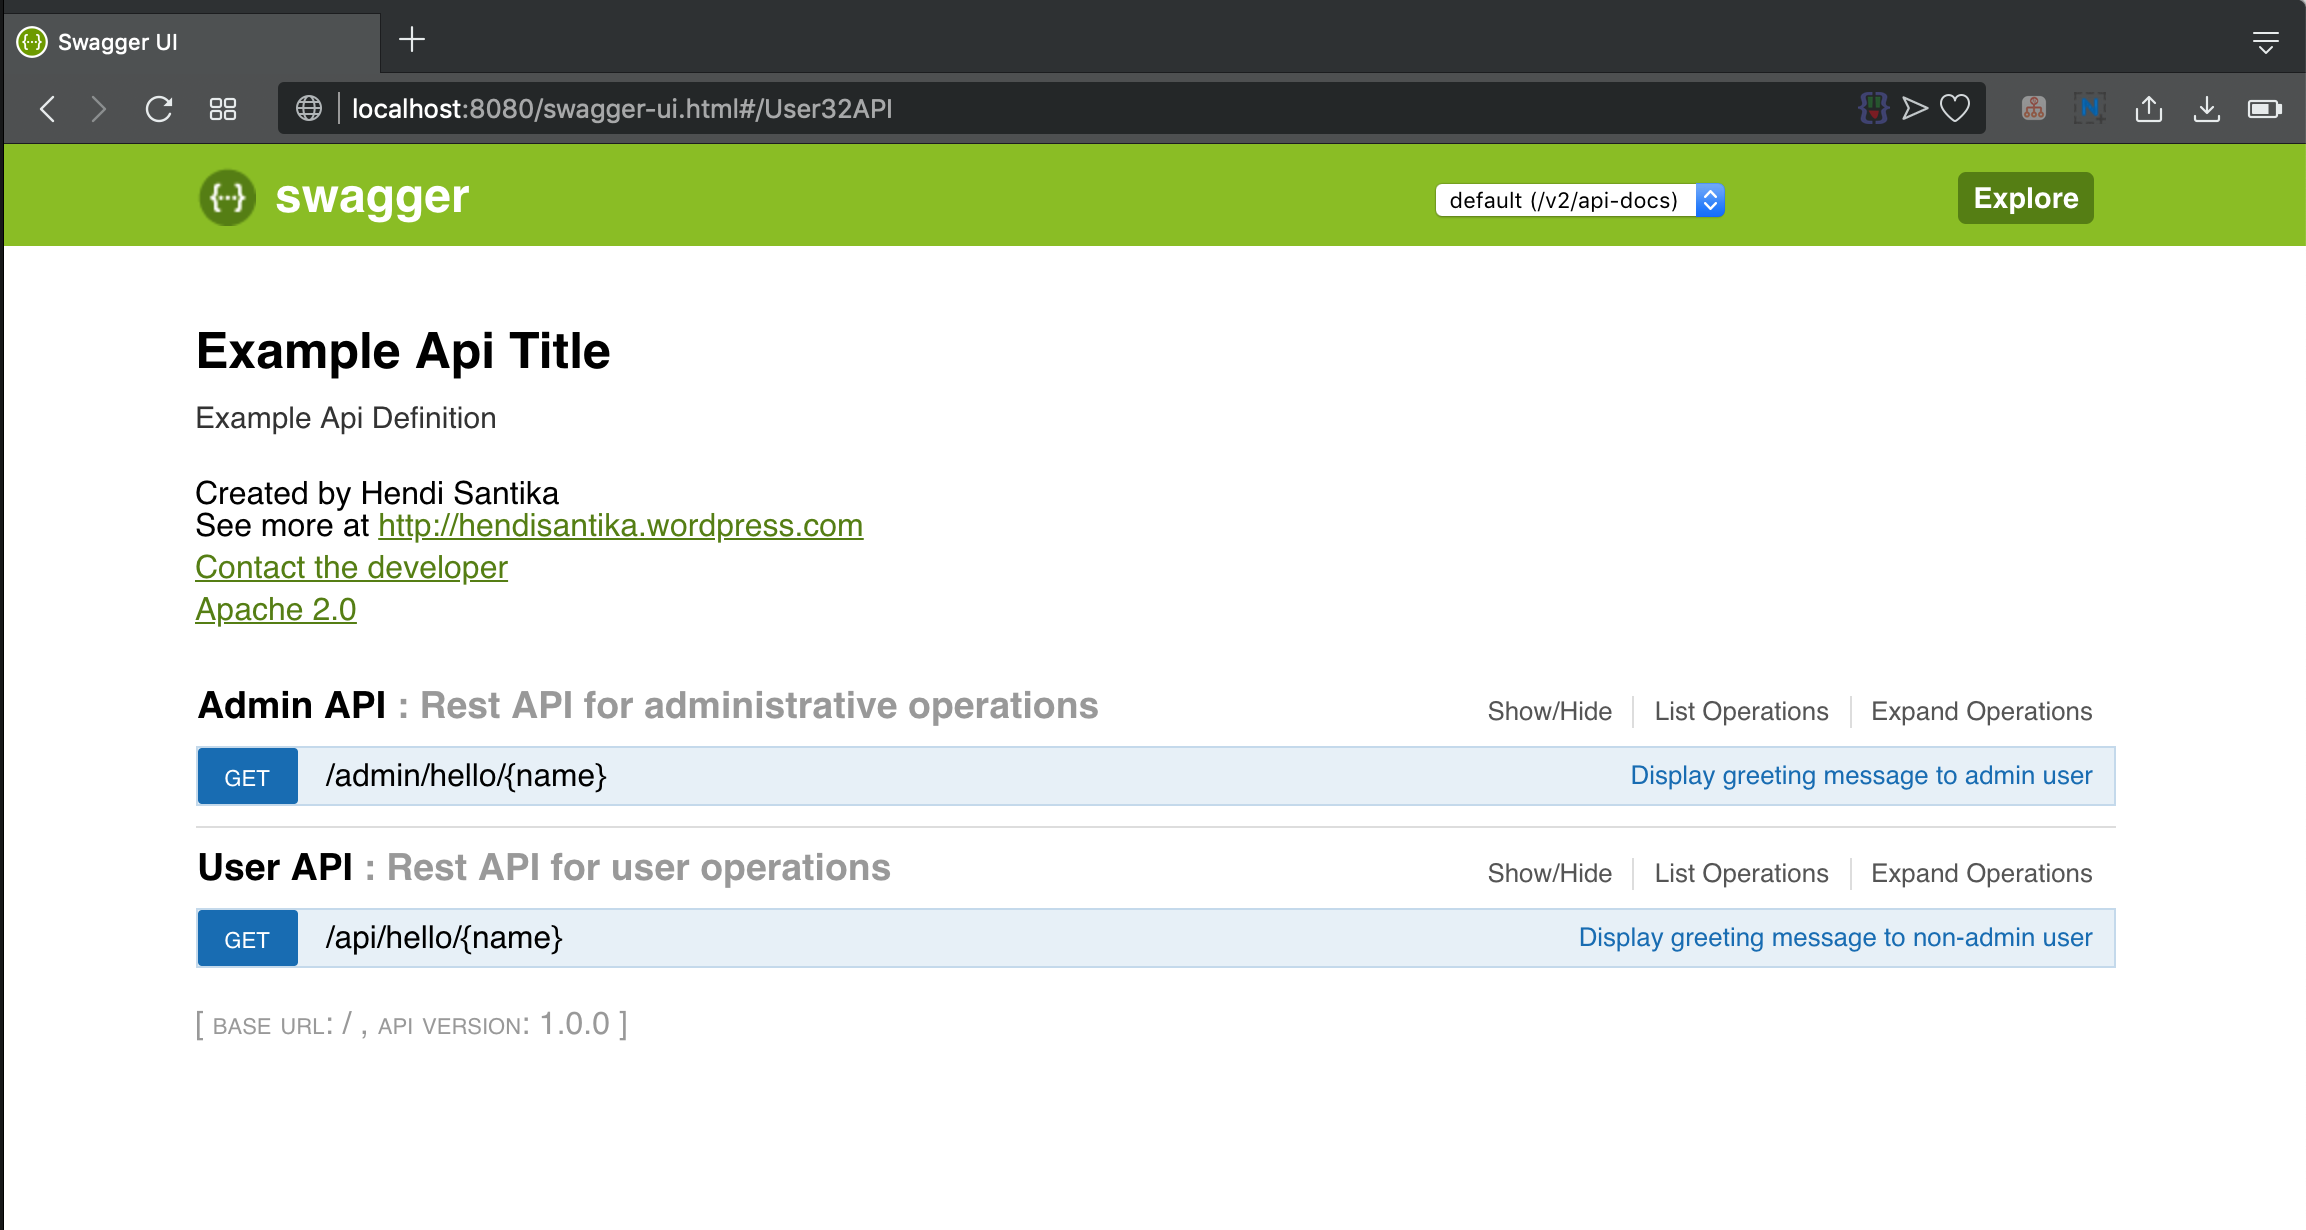 Swagger UI
localhost:8080/swagger-ui.html#/User32API
swagger
default (/v2/api-docs)
Explore
Example Api Title
Example Api Definition
Created by Hendi Santika
See more at http://hendisantika.wordpress.com
Contact the developer
Apache 2.0
Admin API : Rest API for administrative operations Show/Hide List Operations Expand Operations
GET /admin/hello/{name} Display greeting message to admin user
User API : Rest API for user operations Show/Hide List Operations Expand Operations
GET /api/hello/{name} Display greeting message to non-admin user
[ BASE URL: / , API VERSION: 1.0.0 ]